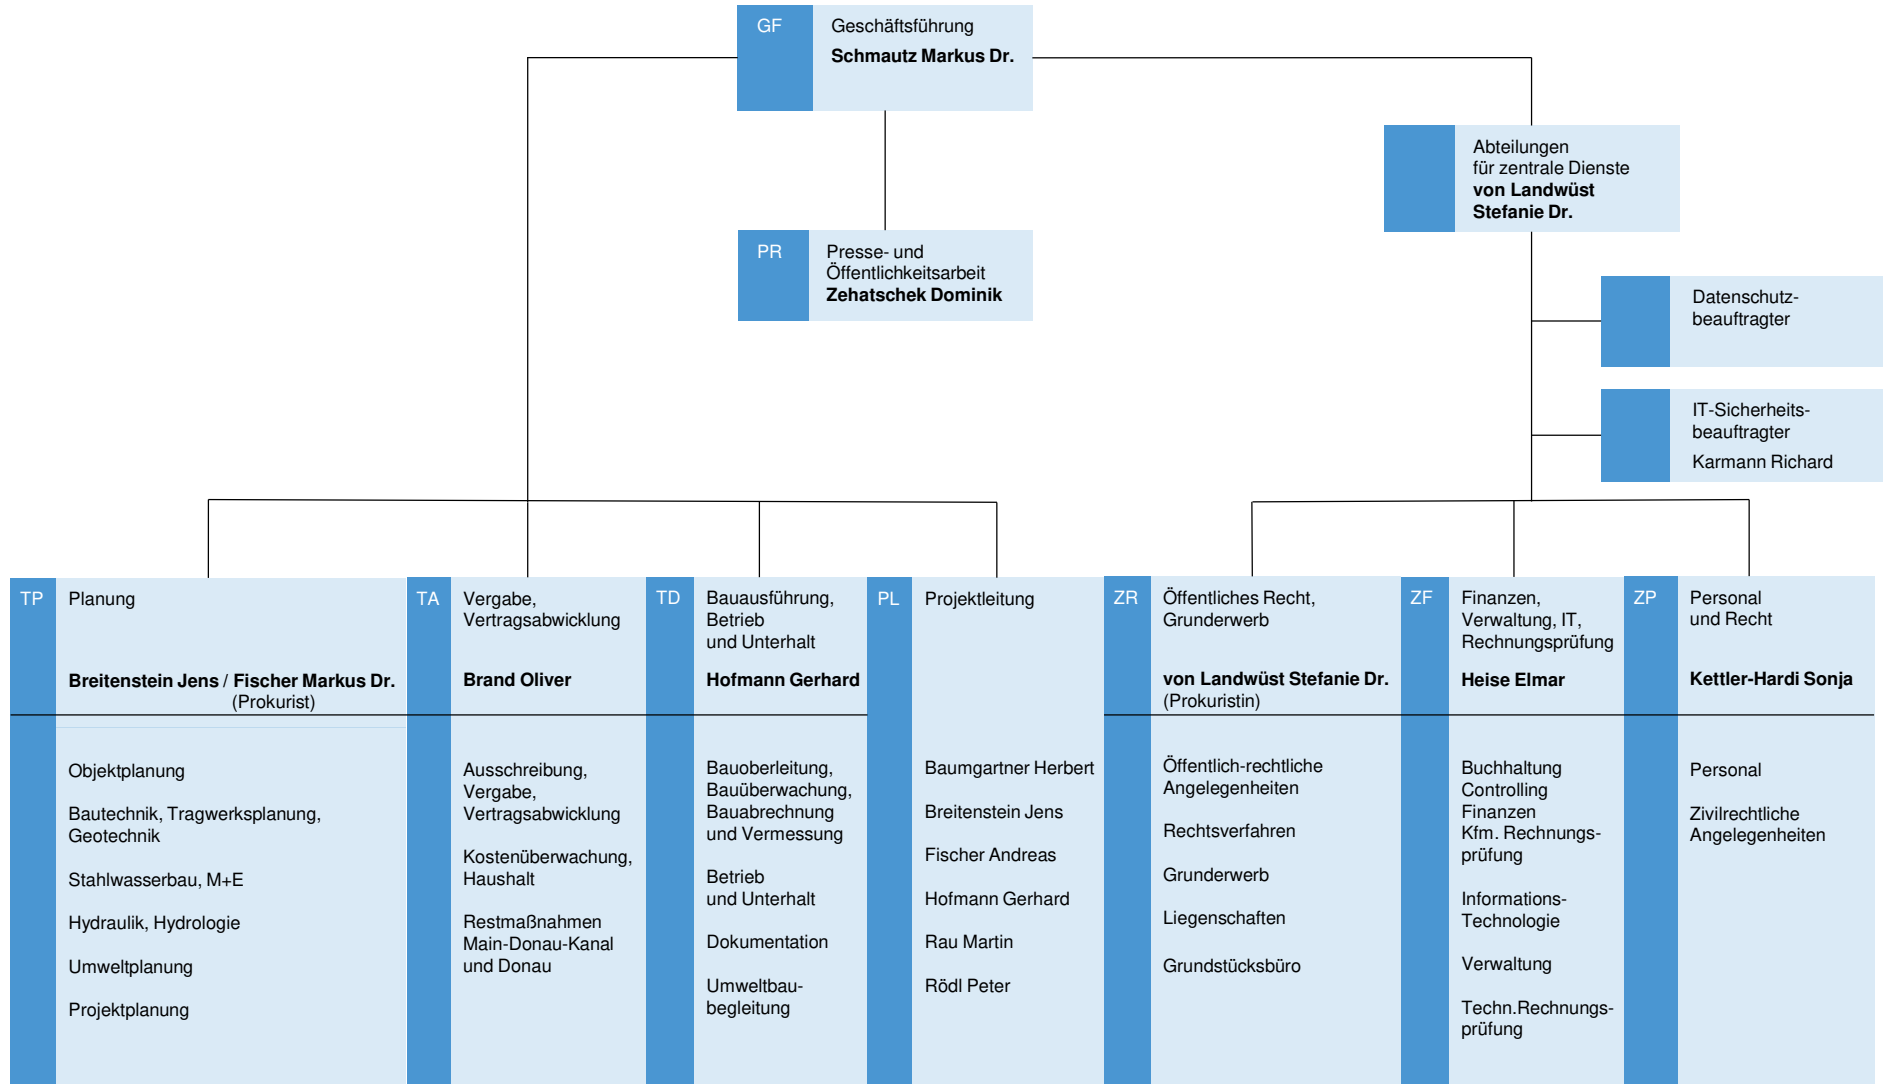 GF
Geschäftsführung
Schmautz Markus Dr.
Abteilungen
für zentrale Dienste
von Landwüst
Stefanie Dr.
PR
Presse- und
Öffentlichkeitsarbeit
Zehatschek Dominik
Datenschutz-
beauftragter
IT-Sicherheits-
beauftragter
Karmann Richard
TP
Planung
Breitenstein Jens / Fischer Markus Dr.
(Prokurist)
Objektplanung
Bautechnik, Tragwerksplanung,
Geotechnik
Stahlwasserbau, M+E
Hydraulik, Hydrologie
Umweltplanung
Projektplanung
TA
Vergabe,
Vertragsabwicklung
Brand Oliver
Ausschreibung,
Vergabe,
Vertragsabwicklung
Kostenüberwachung,
Haushalt
Restmaßnahmen
Main-Donau-Kanal
und Donau
TD
Bauausführung,
Betrieb
und Unterhalt
Hofmann Gerhard
Bauoberleitung,
Bauüberwachung,
Bauabrechnung
und Vermessung
Betrieb
und Unterhalt
Dokumentation
Umweltbau-
begleitung
PL
Projektleitung
Baumgartner Herbert
Breitenstein Jens
Fischer Andreas
Hofmann Gerhard
Rau Martin
Rödl Peter
ZR
Öffentliches Recht,
Grunderwerb
von Landwüst Stefanie Dr.
(Prokuristin)
Öffentlich-rechtliche
Angelegenheiten
Rechtsverfahren
Grunderwerb
Liegenschaften
Grundstücksbüro
ZF
Finanzen,
Verwaltung, IT,
Rechnungsprüfung
Heise Elmar
Buchhaltung
Controlling
Finanzen
Kfm. Rechnungs-
prüfung
Informations-
Technologie
Verwaltung
Techn.Rechnungs-
prüfung
ZP
Personal
und Recht
Kettler-Hardi Sonja
Personal
Zivilrechtliche
Angelegenheiten